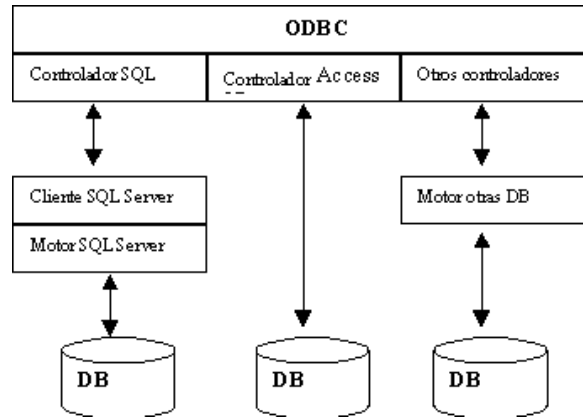 ODBC
Controlador SQL
Controlador Access
Otros controladores
Cliente SQL Server
Motor SQL Server
Motor otras DB
DB
DB
DB